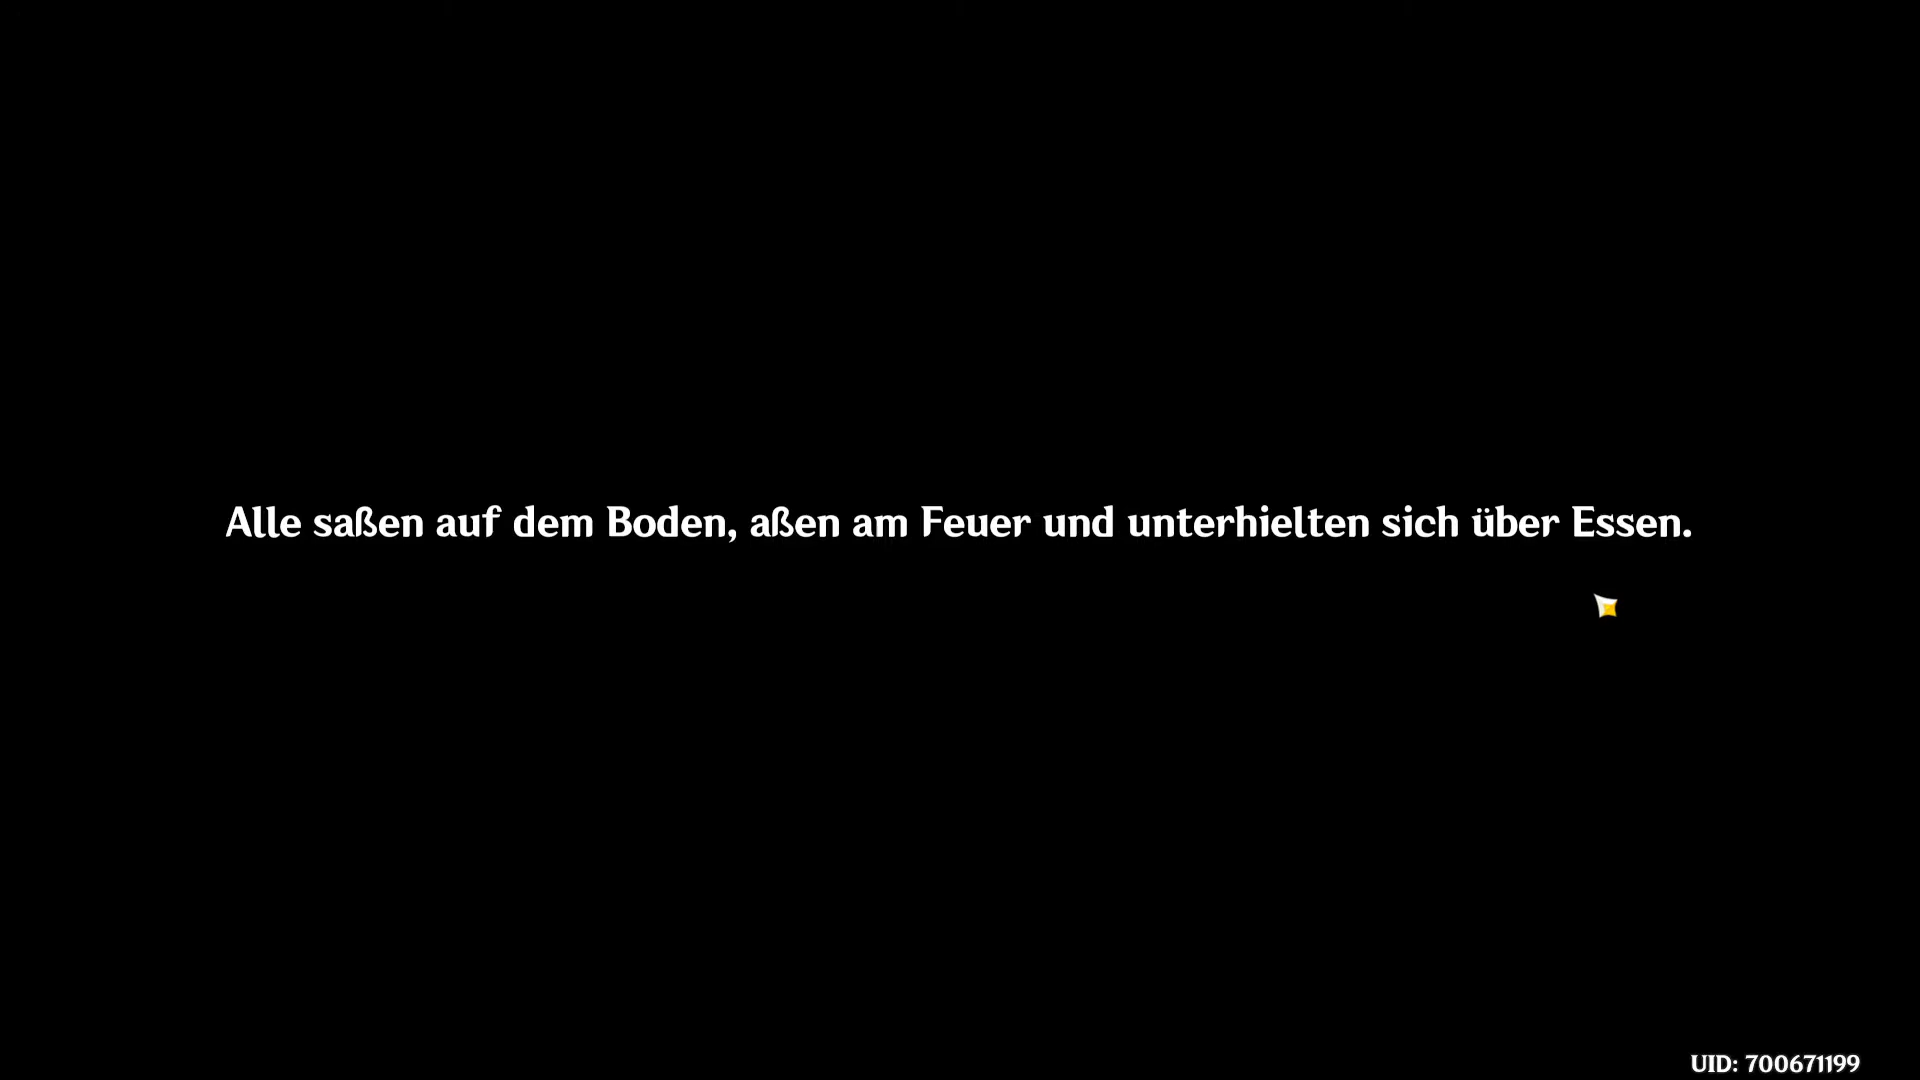 Alle saßen auf dem Boden, aßen am Feuer und unterhielten sich über Essen.
UID: 700671199